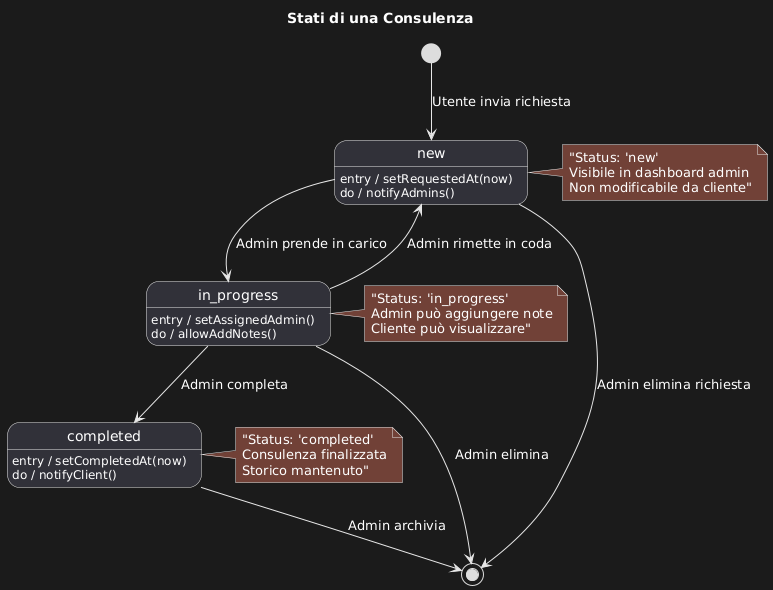 Stati di una Consulenza
Utente invia richiesta
new
entry / setRequestedAt(now)
do / notifyAdmins()
"Status: 'new'
Visibile in dashboard admin
Non modificabile da cliente"
Admin prende in carico
Admin rimette in coda
in_progress
entry / setAssignedAdmin()
do / allowAddNotes()
"Status: 'in_progress'
Admin può aggiungere note
Cliente può visualizzare"
Admin completa
Admin elimina richiesta
completed
entry / setCompletedAt(now)
do / notifyClient()
"Status: 'completed'
Consulenza finalizzata
Storico mantenuto"
Admin elimina
Admin archivia